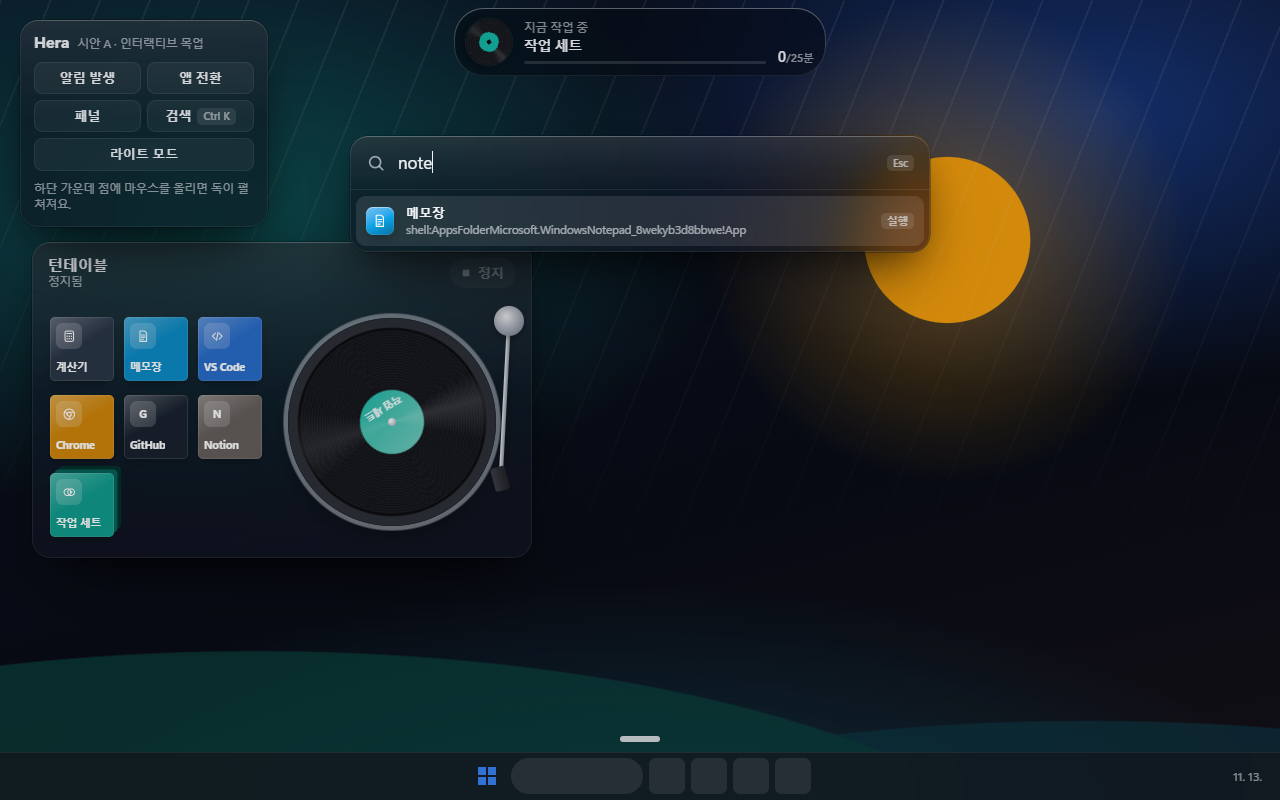 Hera 시안 A · 인터랙티브 목업
알림 발생
앱 전환
패널
검색 Ctrl K
라이트 모드
하단 가운데 점에 마우스를 올리면 독이 펼
쳐져요.
지금 작업 중
작업 세트
0/25분
note
Esc
메모장
shell:AppsFolderMicrosoft.WindowsNotepad_8wekyb3d8bbwe!App
실행
턴테이블
정지됨
정지
계산기
메모장
VS Code
Chrome
G
GitHub
N
Notion
작업 세트
작업 세트
11. 13.